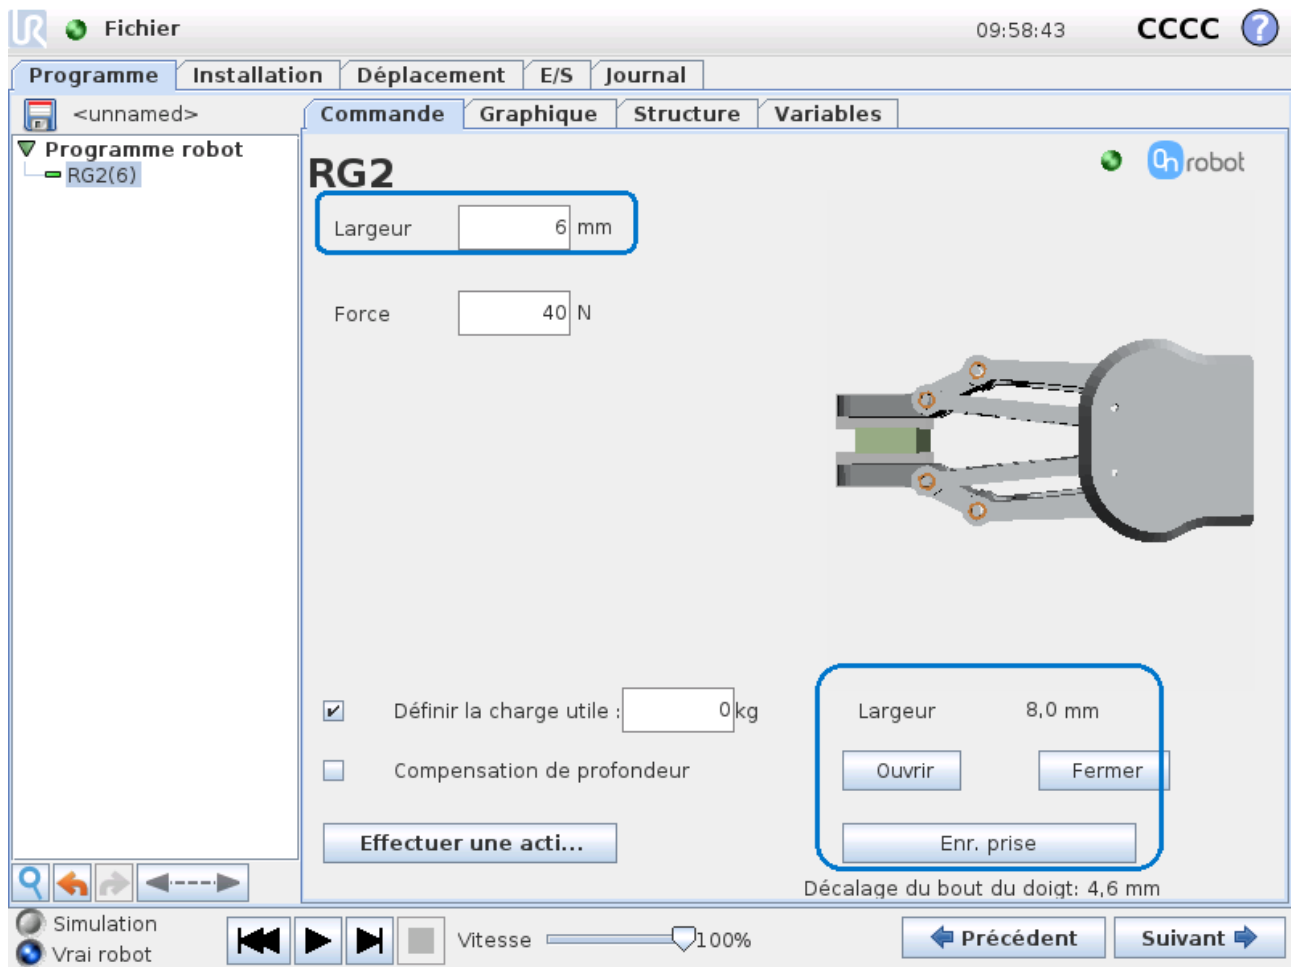 Fichier 09:58:43 CCCC ?
Programme Installation Déplacement E/S Journal
<unnamed> Commande Graphique Structure Variables
Programme robot
RG2(6)
RG2
On robot
Largeur 6 mm
Force 40 N
Définir la charge utile : 0 kg Largeur 8,0 mm
Compensation de profondeur Ouvrir Fermer
Effectuer une acti... Enr. prise
Décalage du bout du doigt: 4,6 mm
Simulation
Vrai robot
Vitesse 100% Précédent Suivant